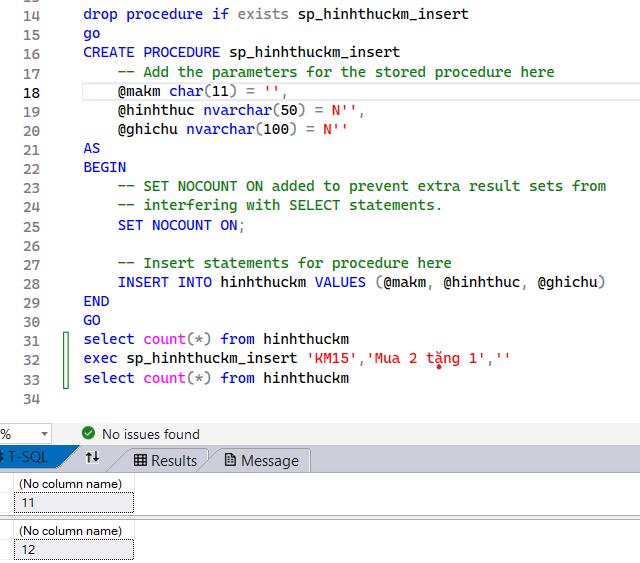 14 drop procedure if exists sp_hinhthuckm_insert
15 go
16 CREATE PROCEDURE sp_hinhthuckm_insert
17 -- Add the parameters for the stored procedure here
18 @makm char(11) = '',
19 @hinhthuc nvarchar(50) = N'',
20 @ghichu nvarchar(100) = N''
21 AS
22 BEGIN
23 -- SET NOCOUNT ON added to prevent extra result sets from
24 -- interfering with SELECT statements.
25 SET NOCOUNT ON;
26
27 -- Insert statements for procedure here
28 INSERT INTO hinhthuckm VALUES (@makm, @hinhthuc, @ghichu)
29 END
30 GO
31 select count(*) from hinhthuckm
32 exec sp_hinhthuckm_insert 'KM15','Mua 2 tặng 1',''
33 select count(*) from hinhthuckm
34
% No issues found
T-SQL Results Message
(No column name)
11
(No column name)
12